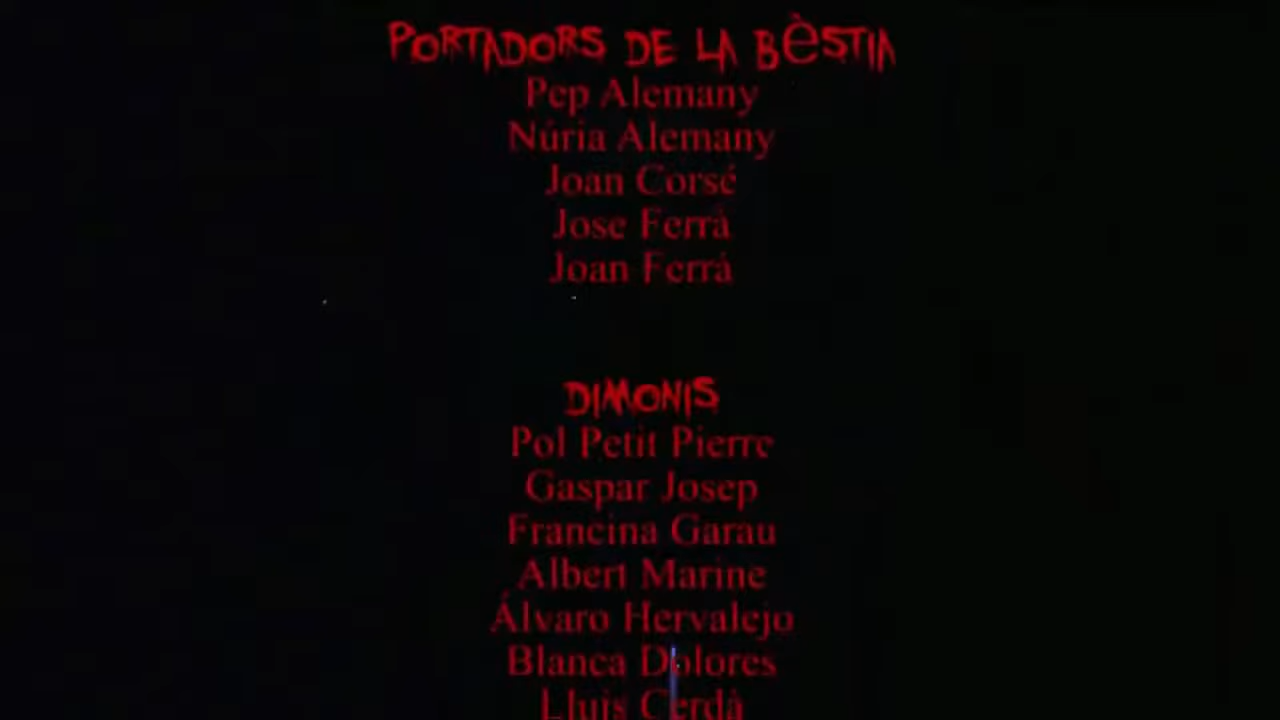 PORTADORS DE LA BÈSTIA
Pep Alemany
Núria Alemany
Joan Corsé
Jose Ferrà
Joan Ferrà
DIMONIS
Pol Petit Pierre
Gaspar Josep
Francina Garau
Albert Marine
Álvaro Hervalejo
Blanca Dolores
Lluis Cerdà